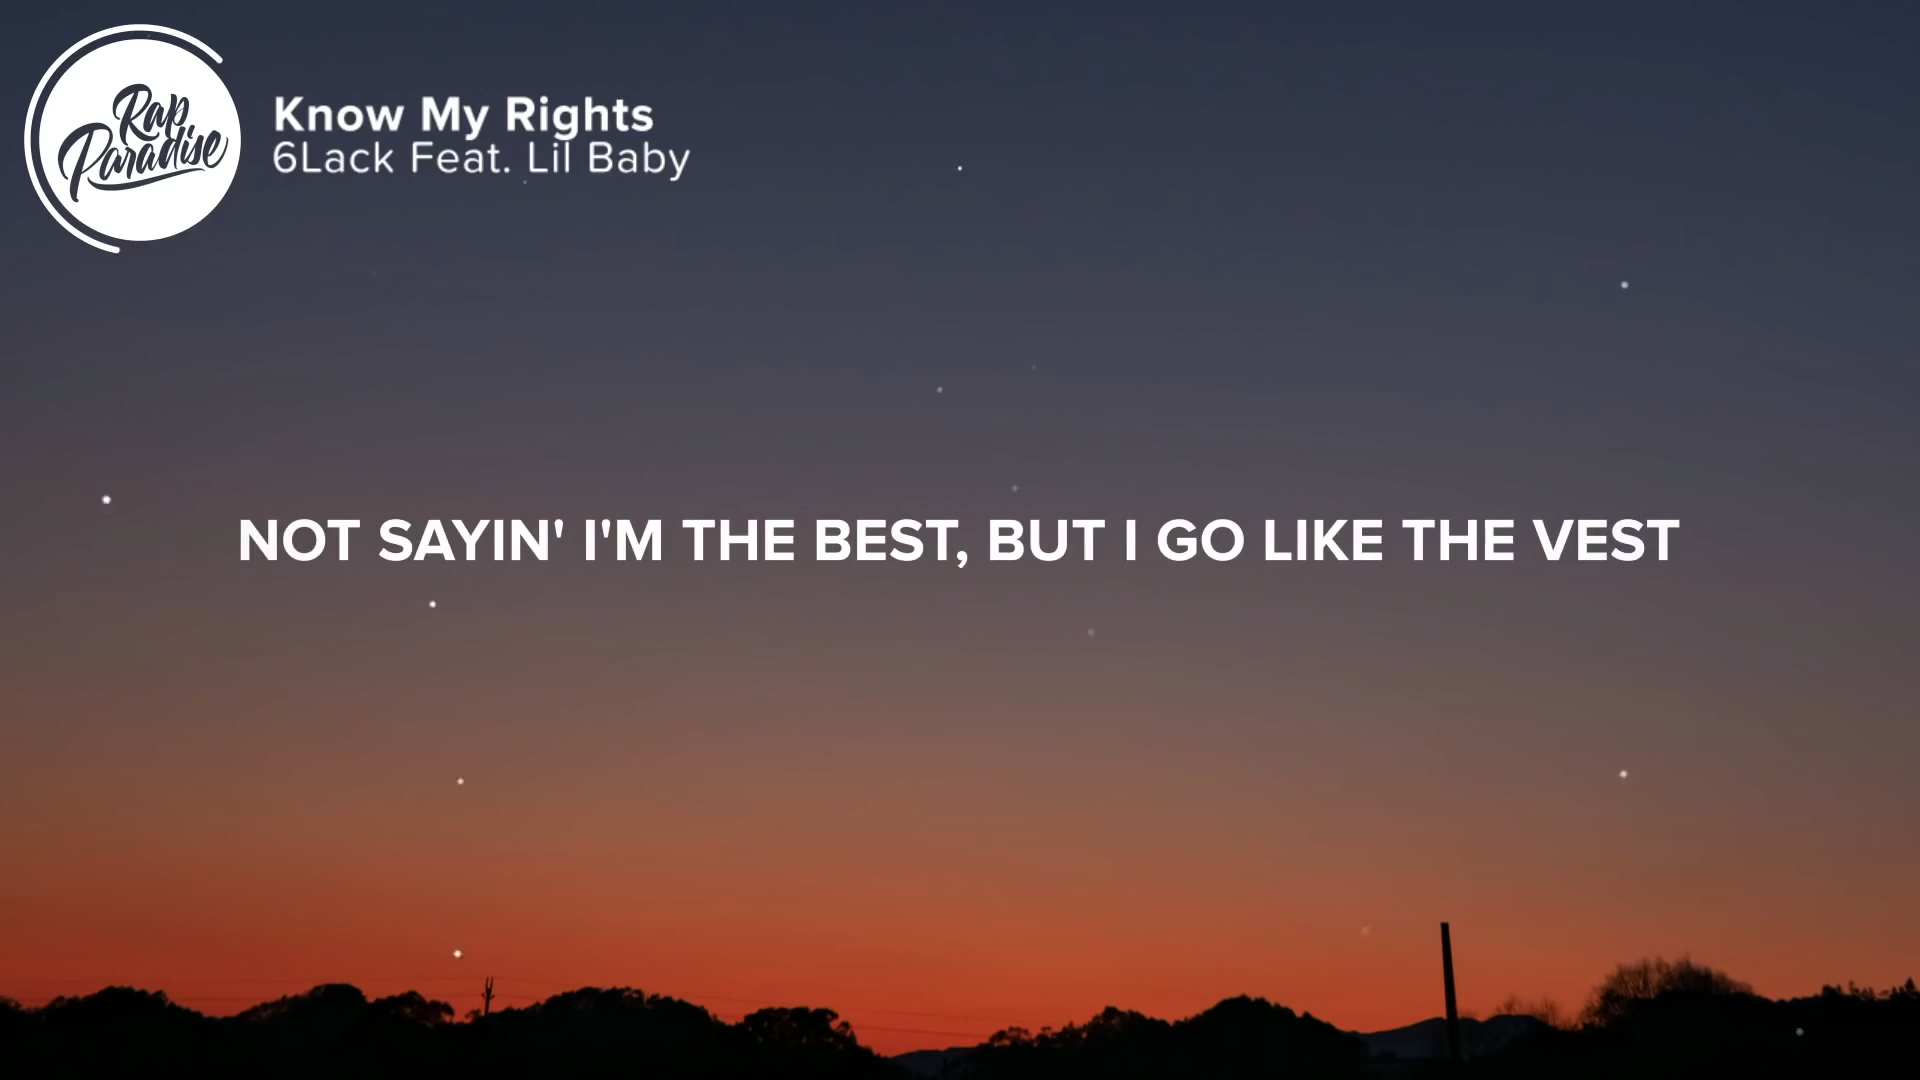 Rap
Paradise
Know My Rights
6Lack Feat. Lil Baby
NOT SAYIN' I'M THE BEST, BUT I GO LIKE THE VEST